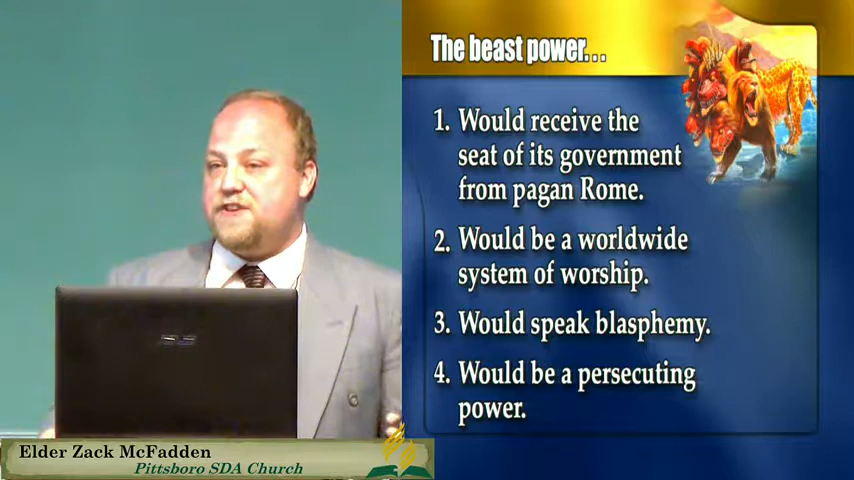 The beast power...
1. Would receive the
seat of its government
from pagan Rome.
2. Would be a worldwide
system of worship.
3. Would speak blasphemy.
4. Would be a persecuting
power.
Elder Zack McFadden
Pittsboro SDA Church